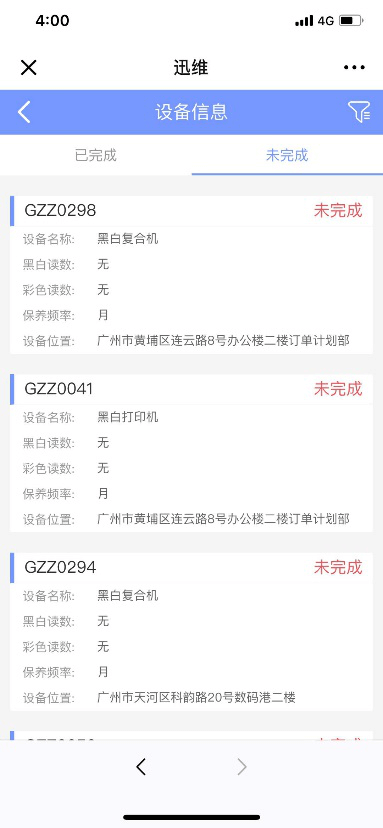 4:00
4G
迅维
设备信息
已完成
未完成
GZZ0298
未完成
设备名称: 黑白复合机
黑白读数: 无
彩色读数: 无
保养频率: 月
设备位置: 广州市黄埔区连云路8号办公楼二楼订单计划部
GZZ0041
未完成
设备名称: 黑白打印机
黑白读数: 无
彩色读数: 无
保养频率: 月
设备位置: 广州市黄埔区连云路8号办公楼二楼订单计划部
GZZ0294
未完成
设备名称: 黑白复合机
黑白读数: 无
彩色读数: 无
保养频率: 月
设备位置: 广州市天河区科韵路20号数码港二楼